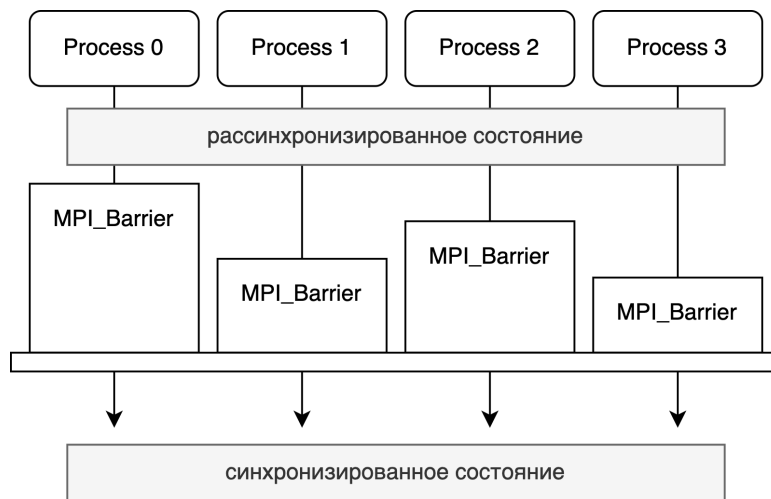 Process 0
Process 1
Process 2
Process 3
рассинхронизированное состояние
MPI_Barrier
MPI_Barrier
MPI_Barrier
MPI_Barrier
синхронизированное состояние